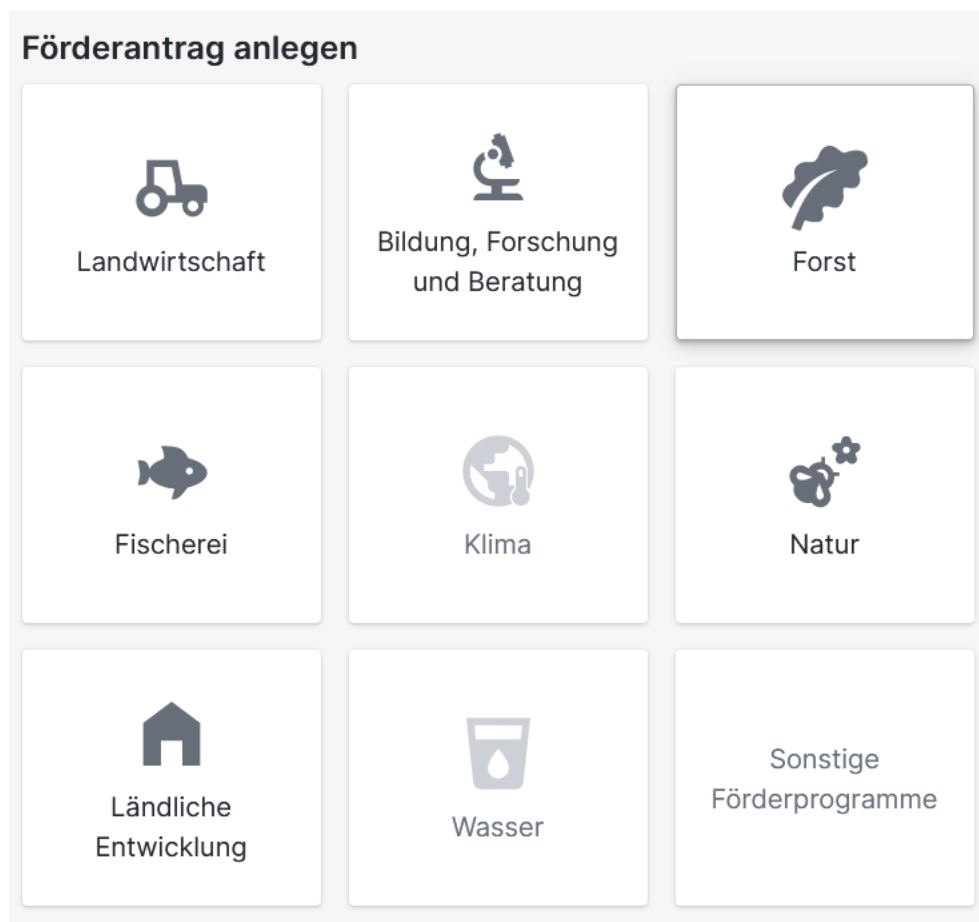 Förderantrag anlegen
Landwirtschaft
Bildung, Forschung
und Beratung
Forst
Fischerei
Klima
Natur
Ländliche
Entwicklung
Wasser
Sonstige
Förderprogramme